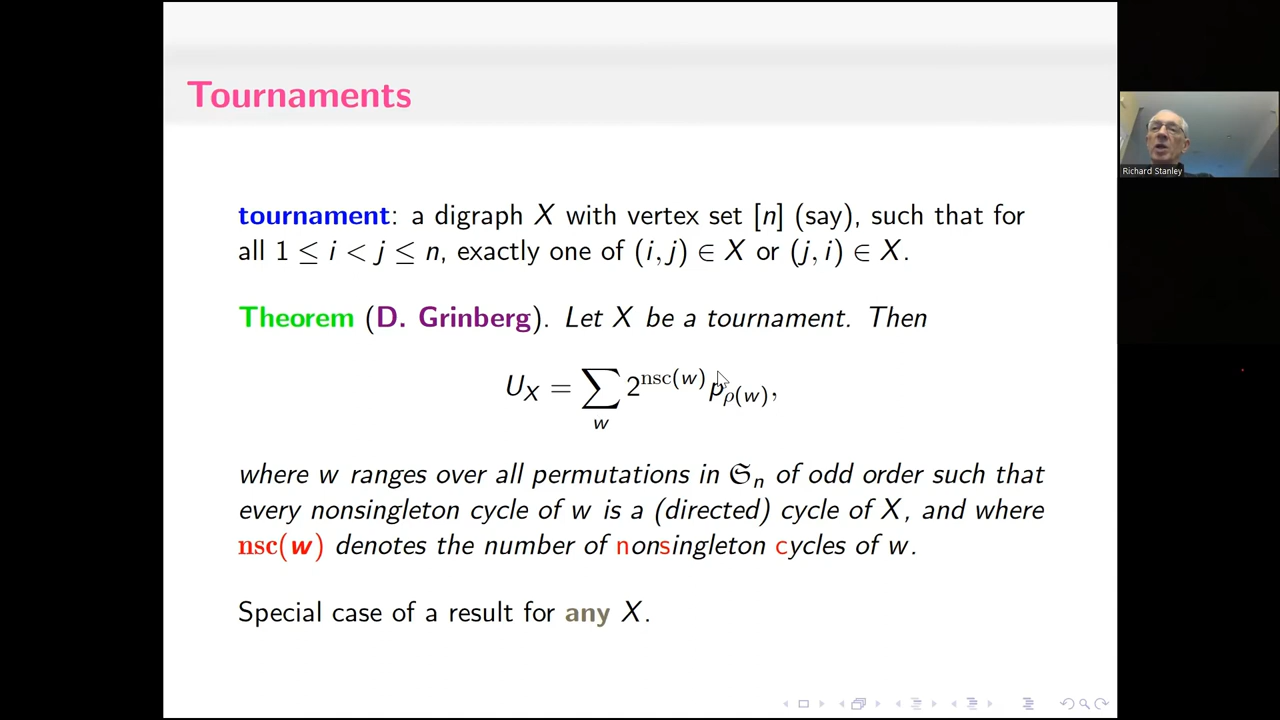 Tournaments
Richard Stanley
tournament: a digraph X with vertex set [n] (say), such that for
all 1 ≤ i < j ≤ n, exactly one of (i, j) ∈ X or (j, i) ∈ X.
Theorem (D. Grinberg). Let X be a tournament. Then
U_X = ∑_w 2^{nsc(w)} p_{ρ(w)},
where w ranges over all permutations in 𝔖_n of odd order such that
every nonsingleton cycle of w is a (directed) cycle of X, and where
nsc(w) denotes the number of nonsingleton cycles of w.
Special case of a result for any X.